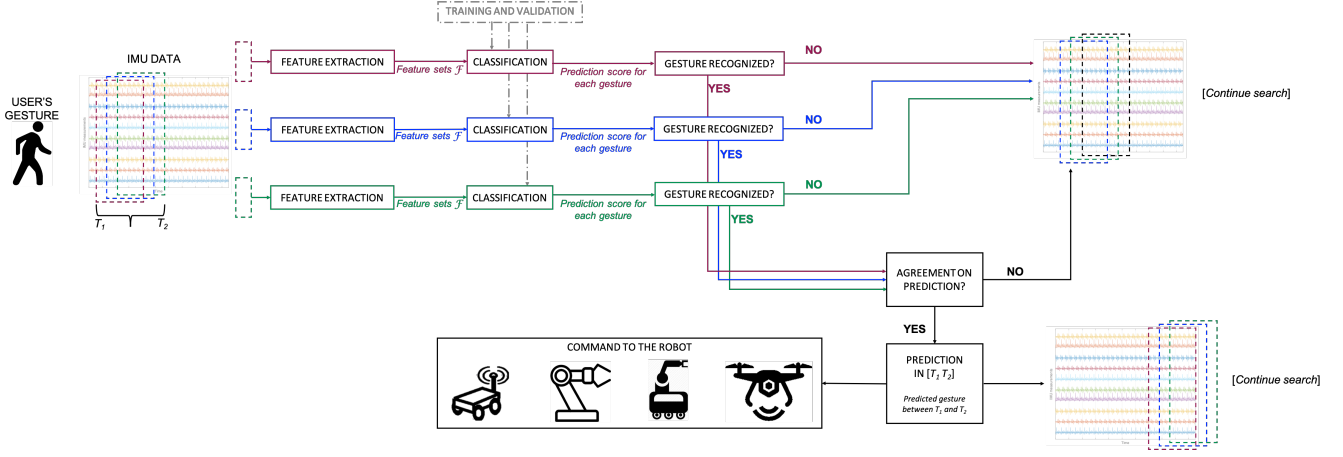 TRAINING AND VALIDATION
USER'S
GESTURE
IMU DATA
T1
T2
FEATURE EXTRACTION
Feature sets ℱ
CLASSIFICATION
Prediction score for
each gesture
GESTURE RECOGNIZED?
NO
YES
FEATURE EXTRACTION
Feature sets ℱ
CLASSIFICATION
Prediction score for
each gesture
GESTURE RECOGNIZED?
NO
YES
FEATURE EXTRACTION
Feature sets ℱ
CLASSIFICATION
Prediction score for
each gesture
GESTURE RECOGNIZED?
NO
YES
[Continue search]
AGREEMENT ON
PREDICTION?
NO
YES
COMMAND TO THE ROBOT
PREDICTION
IN [T1 T2]
Predicted gesture
between T1 and T2
Time
[Continue search]